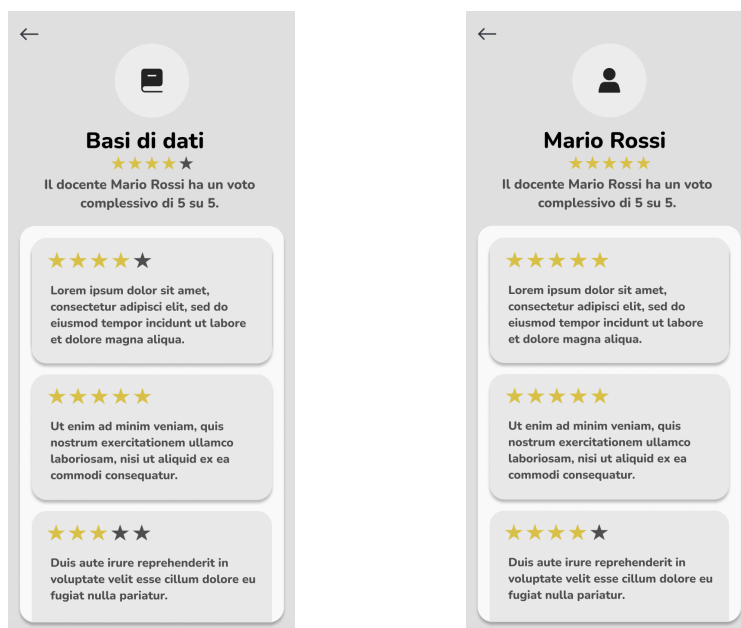 Basi di dati
Il docente Mario Rossi ha un voto
complessivo di 5 su 5.
Lorem ipsum dolor sit amet,
consectetur adipisci elit, sed do
eiusmod tempor incidunt ut labore
et dolore magna aliqua.
Ut enim ad minim veniam, quis
nostrum exercitationem ullamco
laboriosam, nisi ut aliquid ex ea
commodi consequatur.
Duis aute irure reprehenderit in
voluptate velit esse cillum dolore eu
fugiat nulla pariatur.
Mario Rossi
Il docente Mario Rossi ha un voto
complessivo di 5 su 5.
Lorem ipsum dolor sit amet,
consectetur adipisci elit, sed do
eiusmod tempor incidunt ut labore
et dolore magna aliqua.
Ut enim ad minim veniam, quis
nostrum exercitationem ullamco
laboriosam, nisi ut aliquid ex ea
commodi consequatur.
Duis aute irure reprehenderit in
voluptate velit esse cillum dolore eu
fugiat nulla pariatur.